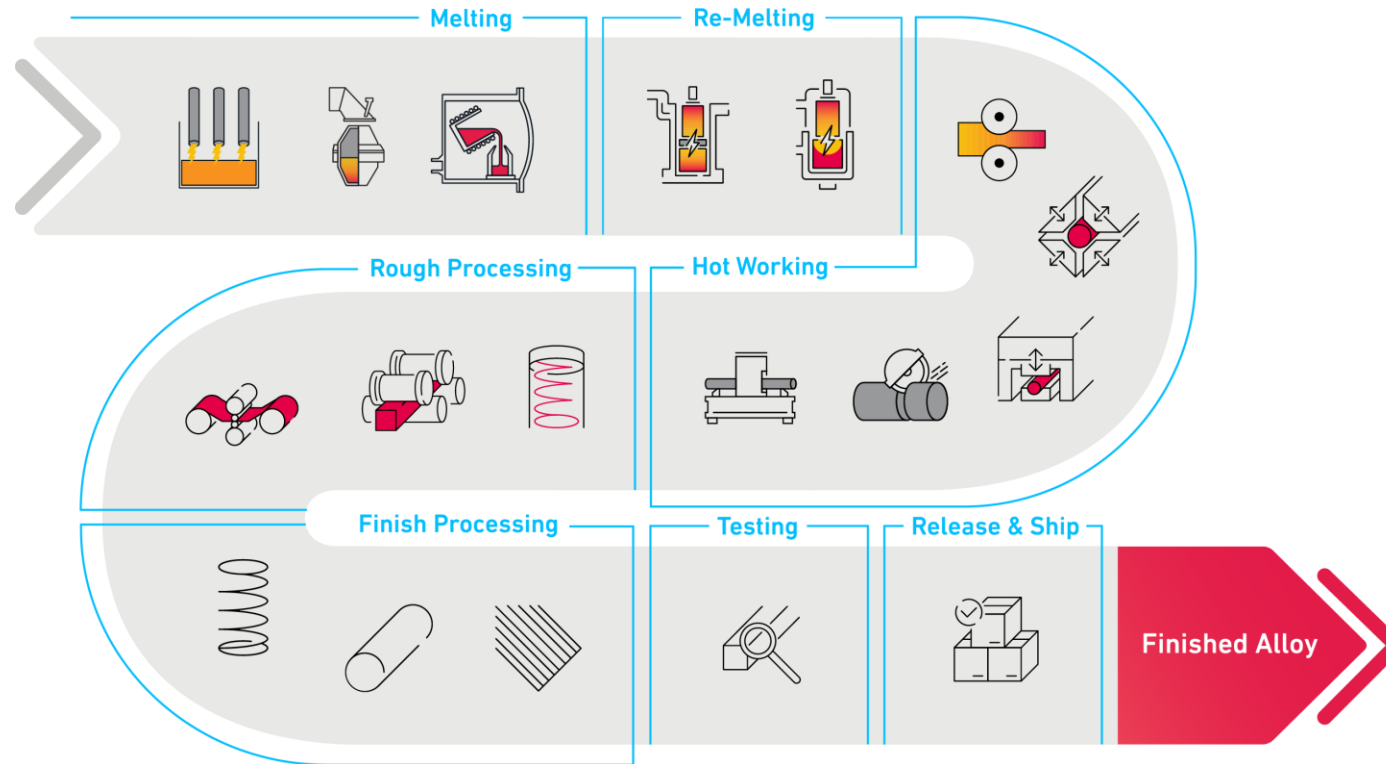 Melting
Re-Melting
Hot Working
Rough Processing
Finish Processing
Testing
Release & Ship
Finished Alloy